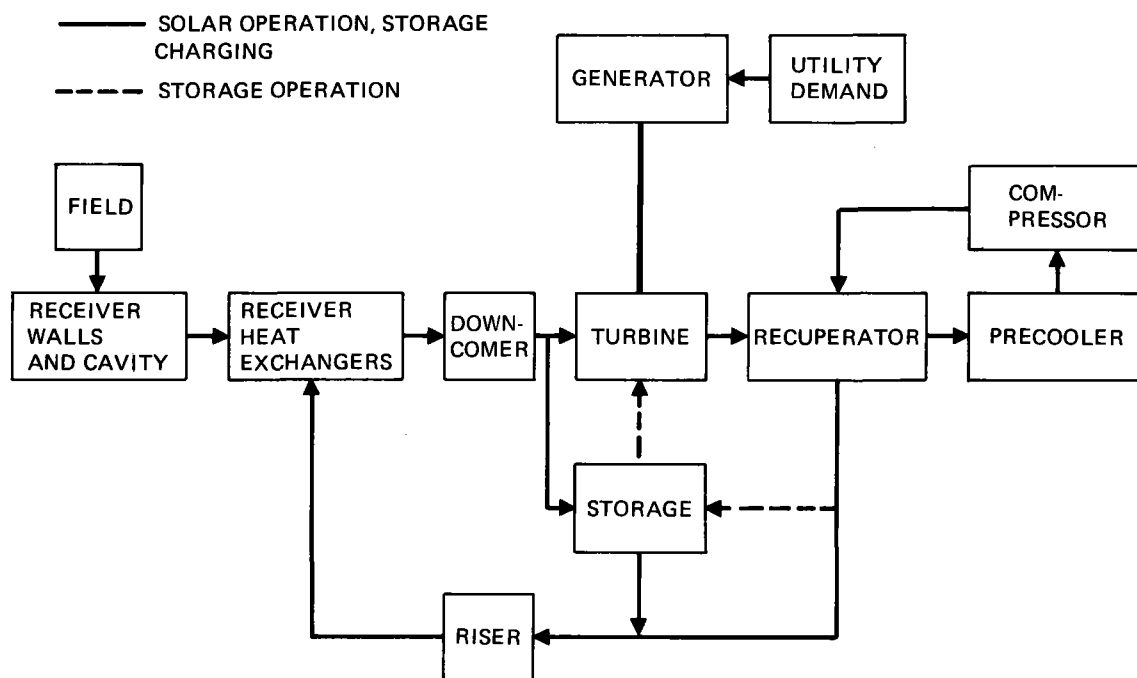 SOLAR OPERATION, STORAGE
CHARGING
STORAGE OPERATION
GENERATOR
UTILITY
DEMAND
FIELD
COM-
PRESSOR
RECEIVER
WALLS
AND CAVITY
RECEIVER
HEAT
EXCHANGERS
DOWN-
COMER
TURBINE
RECUPERATOR
PRECOOLER
STORAGE
RISER